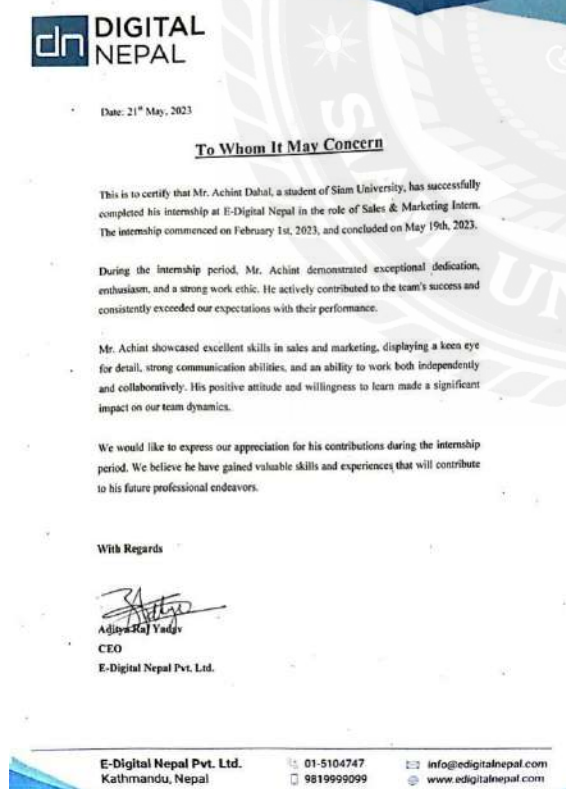 dn DIGITAL
NEPAL
Date: 21st May, 2023
To Whom It May Concern
This is to certify that Mr. Achint Dahal, a student of Siam University, has successfully
completed his internship at E-Digital Nepal in the role of Sales & Marketing Intern.
The internship commenced on February 1st, 2023, and concluded on May 19th, 2023.
During the internship period, Mr. Achint demonstrated exceptional dedication,
enthusiasm, and a strong work ethic. He actively contributed to the team's success and
consistently exceeded our expectations with their performance.
Mr. Achint showcased excellent skills in sales and marketing, displaying a keen eye
for detail, strong communication abilities, and an ability to work both independently
and collaboratively. His positive attitude and willingness to learn made a significant
impact on our team dynamics.
We would like to express our appreciation for his contributions during the internship
period. We believe he have gained valuable skills and experiences that will contribute
to his future professional endeavors.
With Regards
Aditya Raj Yadav
CEO
E-Digital Nepal Pvt. Ltd.
E-Digital Nepal Pvt. Ltd. 01-5104747 info@edigitalnepal.com
Kathmandu, Nepal 9819999099 www.edigitalnepal.com